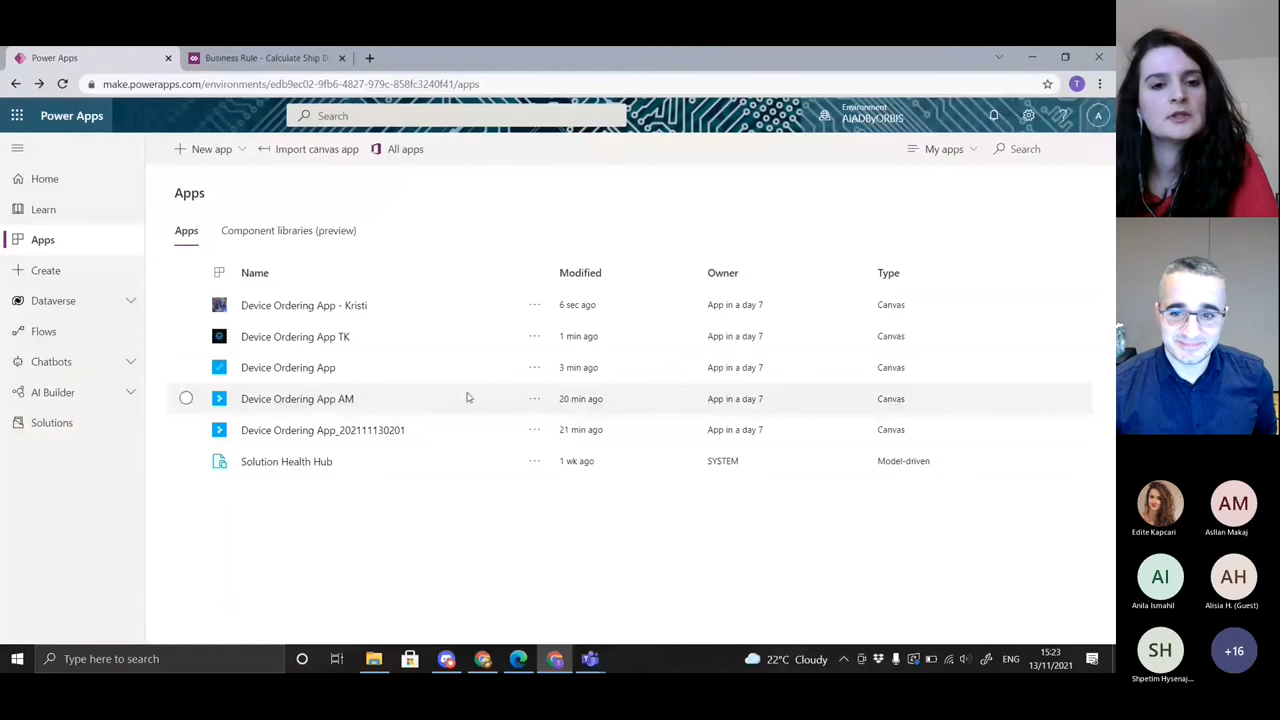 Power Apps
Business Rule - Calculate Ship D
make.powerapps.com/environments/edb9ec02-9fb6-4827-979c-858fc3240f41/apps
T
Power Apps
Search
Environment
AIADByORBIS
A
New app
Import canvas app
All apps
My apps
Search
Home
Learn
Apps
Create
Dataverse
Flows
Chatbots
AI Builder
Solutions
Apps
Apps
Component libraries (preview)
Name
Modified
Owner
Type
Device Ordering App - Kristi
6 sec ago
App in a day 7
Canvas
Device Ordering App TK
1 min ago
App in a day 7
Canvas
Device Ordering App
3 min ago
App in a day 7
Canvas
Device Ordering App AM
20 min ago
App in a day 7
Canvas
Device Ordering App_202111130201
21 min ago
App in a day 7
Canvas
Solution Health Hub
1 wk ago
SYSTEM
Model-driven
Edite Kapcari
AM
Asllan Makaj
AI
Anila Ismahil
AH
Alisia H. (Guest)
SH
Shpetim Hysenaj...
+16
Type here to search
22°C Cloudy
ENG
15:23
13/11/2021